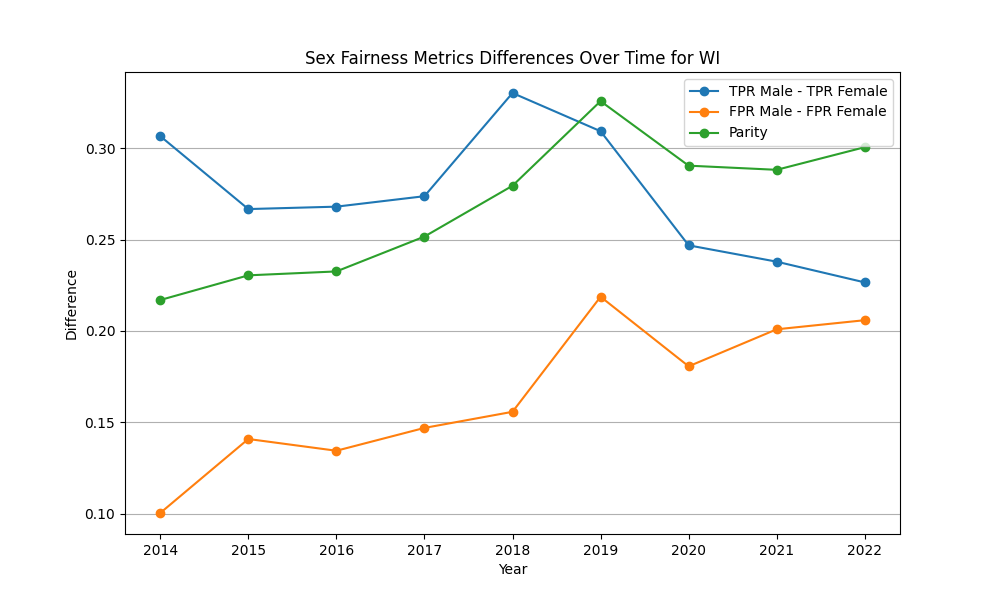 Sex Fairness Metrics Differences Over Time for WI
TPR Male - TPR Female
FPR Male - FPR Female
Parity
0.30
0.25
0.20
0.15
0.10
Difference
2014 2015 2016 2017 2018 2019 2020 2021 2022
Year